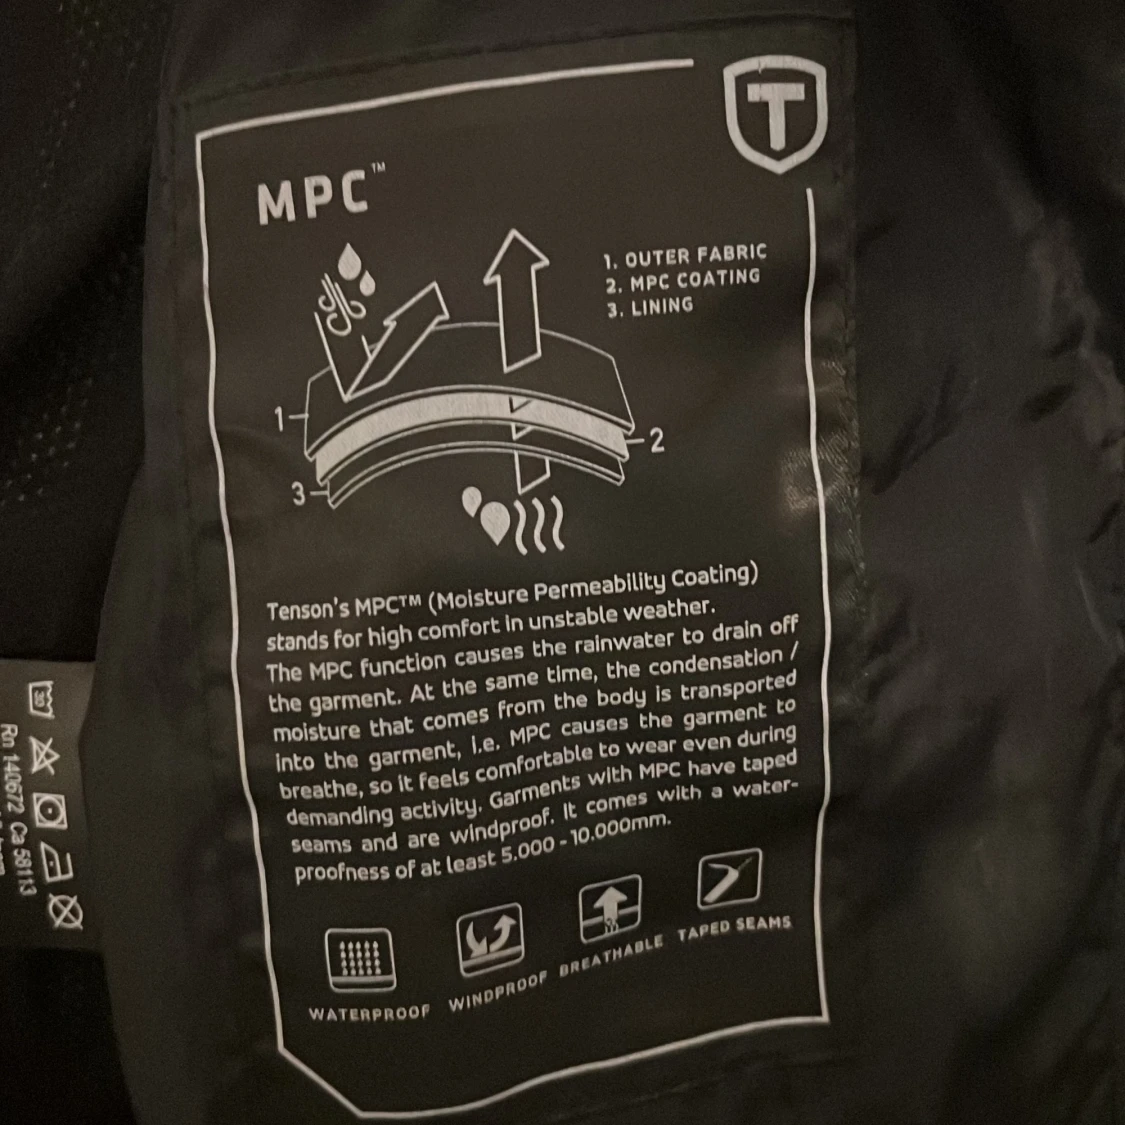 T
MPC™
1. OUTER FABRIC
2. MPC COATING
3. LINING
1
2
3
Tenson's MPC™ (Moisture Permeability Coating)
stands for high comfort in unstable weather.
The MPC function causes the rainwater to drain off
the garment. At the same time, the condensation /
moisture that comes from the body is transported
into the garment, i.e. MPC causes the garment to
breathe, so it feels comfortable to wear even during
demanding activity. Garments with MPC have taped
seams and are windproof. It comes with a water-
proofness of at least 5.000 - 10.000mm.
WATERPROOF
WINDPROOF
BREATHABLE
TAPED SEAMS
30
Rn 140672 Ca 58113